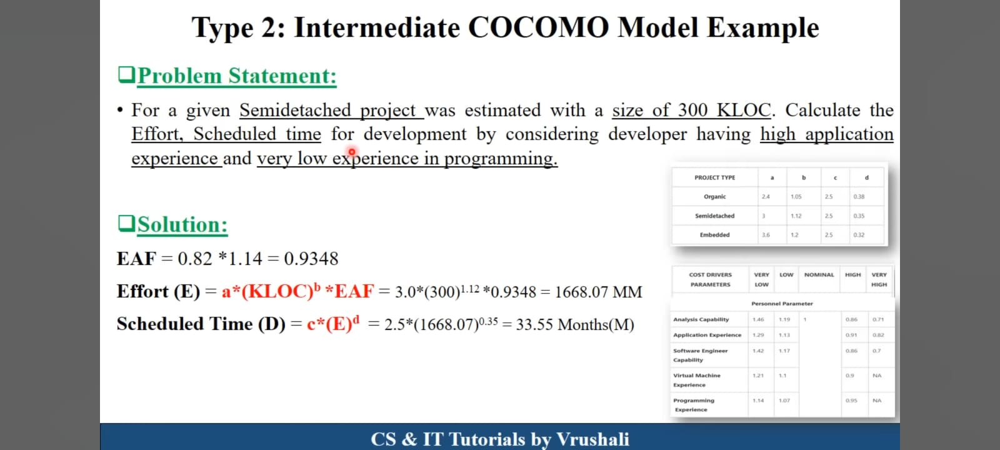 Type 2: Intermediate COCOMO Model Example
❑Problem Statement:
• For a given Semidetached project was estimated with a size of 300 KLOC. Calculate the
Effort, Scheduled time for development by considering developer having high application
experience and very low experience in programming.
PROJECT TYPE a b c d
Organic 2.4 1.05 2.5 0.38
Semidetached 3 1.12 2.5 0.35
Embedded 3.6 1.2 2.5 0.32
❑Solution:
EAF = 0.82 *1.14 = 0.9348
Effort (E) = a*(KLOC)ᵇ *EAF = 3.0*(300)¹·¹² *0.9348 = 1668.07 MM
Scheduled Time (D) = c*(E)ᵈ = 2.5*(1668.07)⁰·³⁵ = 33.55 Months(M)
COST DRIVERS VERY LOW NOMINAL HIGH VERY
PARAMETERS LOW HIGH
Personnel Parameter
Analysis Capability 1.46 1.19 1 0.86 0.71
Application Experience 1.29 1.13 0.91 0.82
Software Engineer 1.42 1.17 0.86 0.7
Capability
Virtual Machine 1.21 1.1 0.9 NA
Experience
Programming 1.14 1.07 0.95 NA
Experience
CS & IT Tutorials by Vrushali